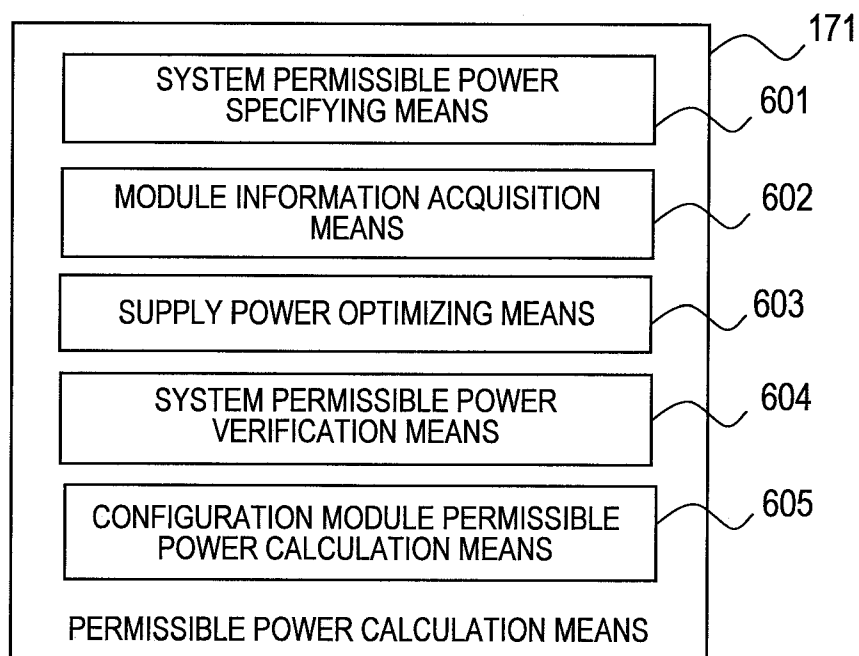 171
SYSTEM PERMISSIBLE POWER
SPECIFYING MEANS
601
MODULE INFORMATION ACQUISITION
MEANS
602
SUPPLY POWER OPTIMIZING MEANS
603
SYSTEM PERMISSIBLE POWER
VERIFICATION MEANS
604
CONFIGURATION MODULE PERMISSIBLE
POWER CALCULATION MEANS
605
PERMISSIBLE POWER CALCULATION MEANS